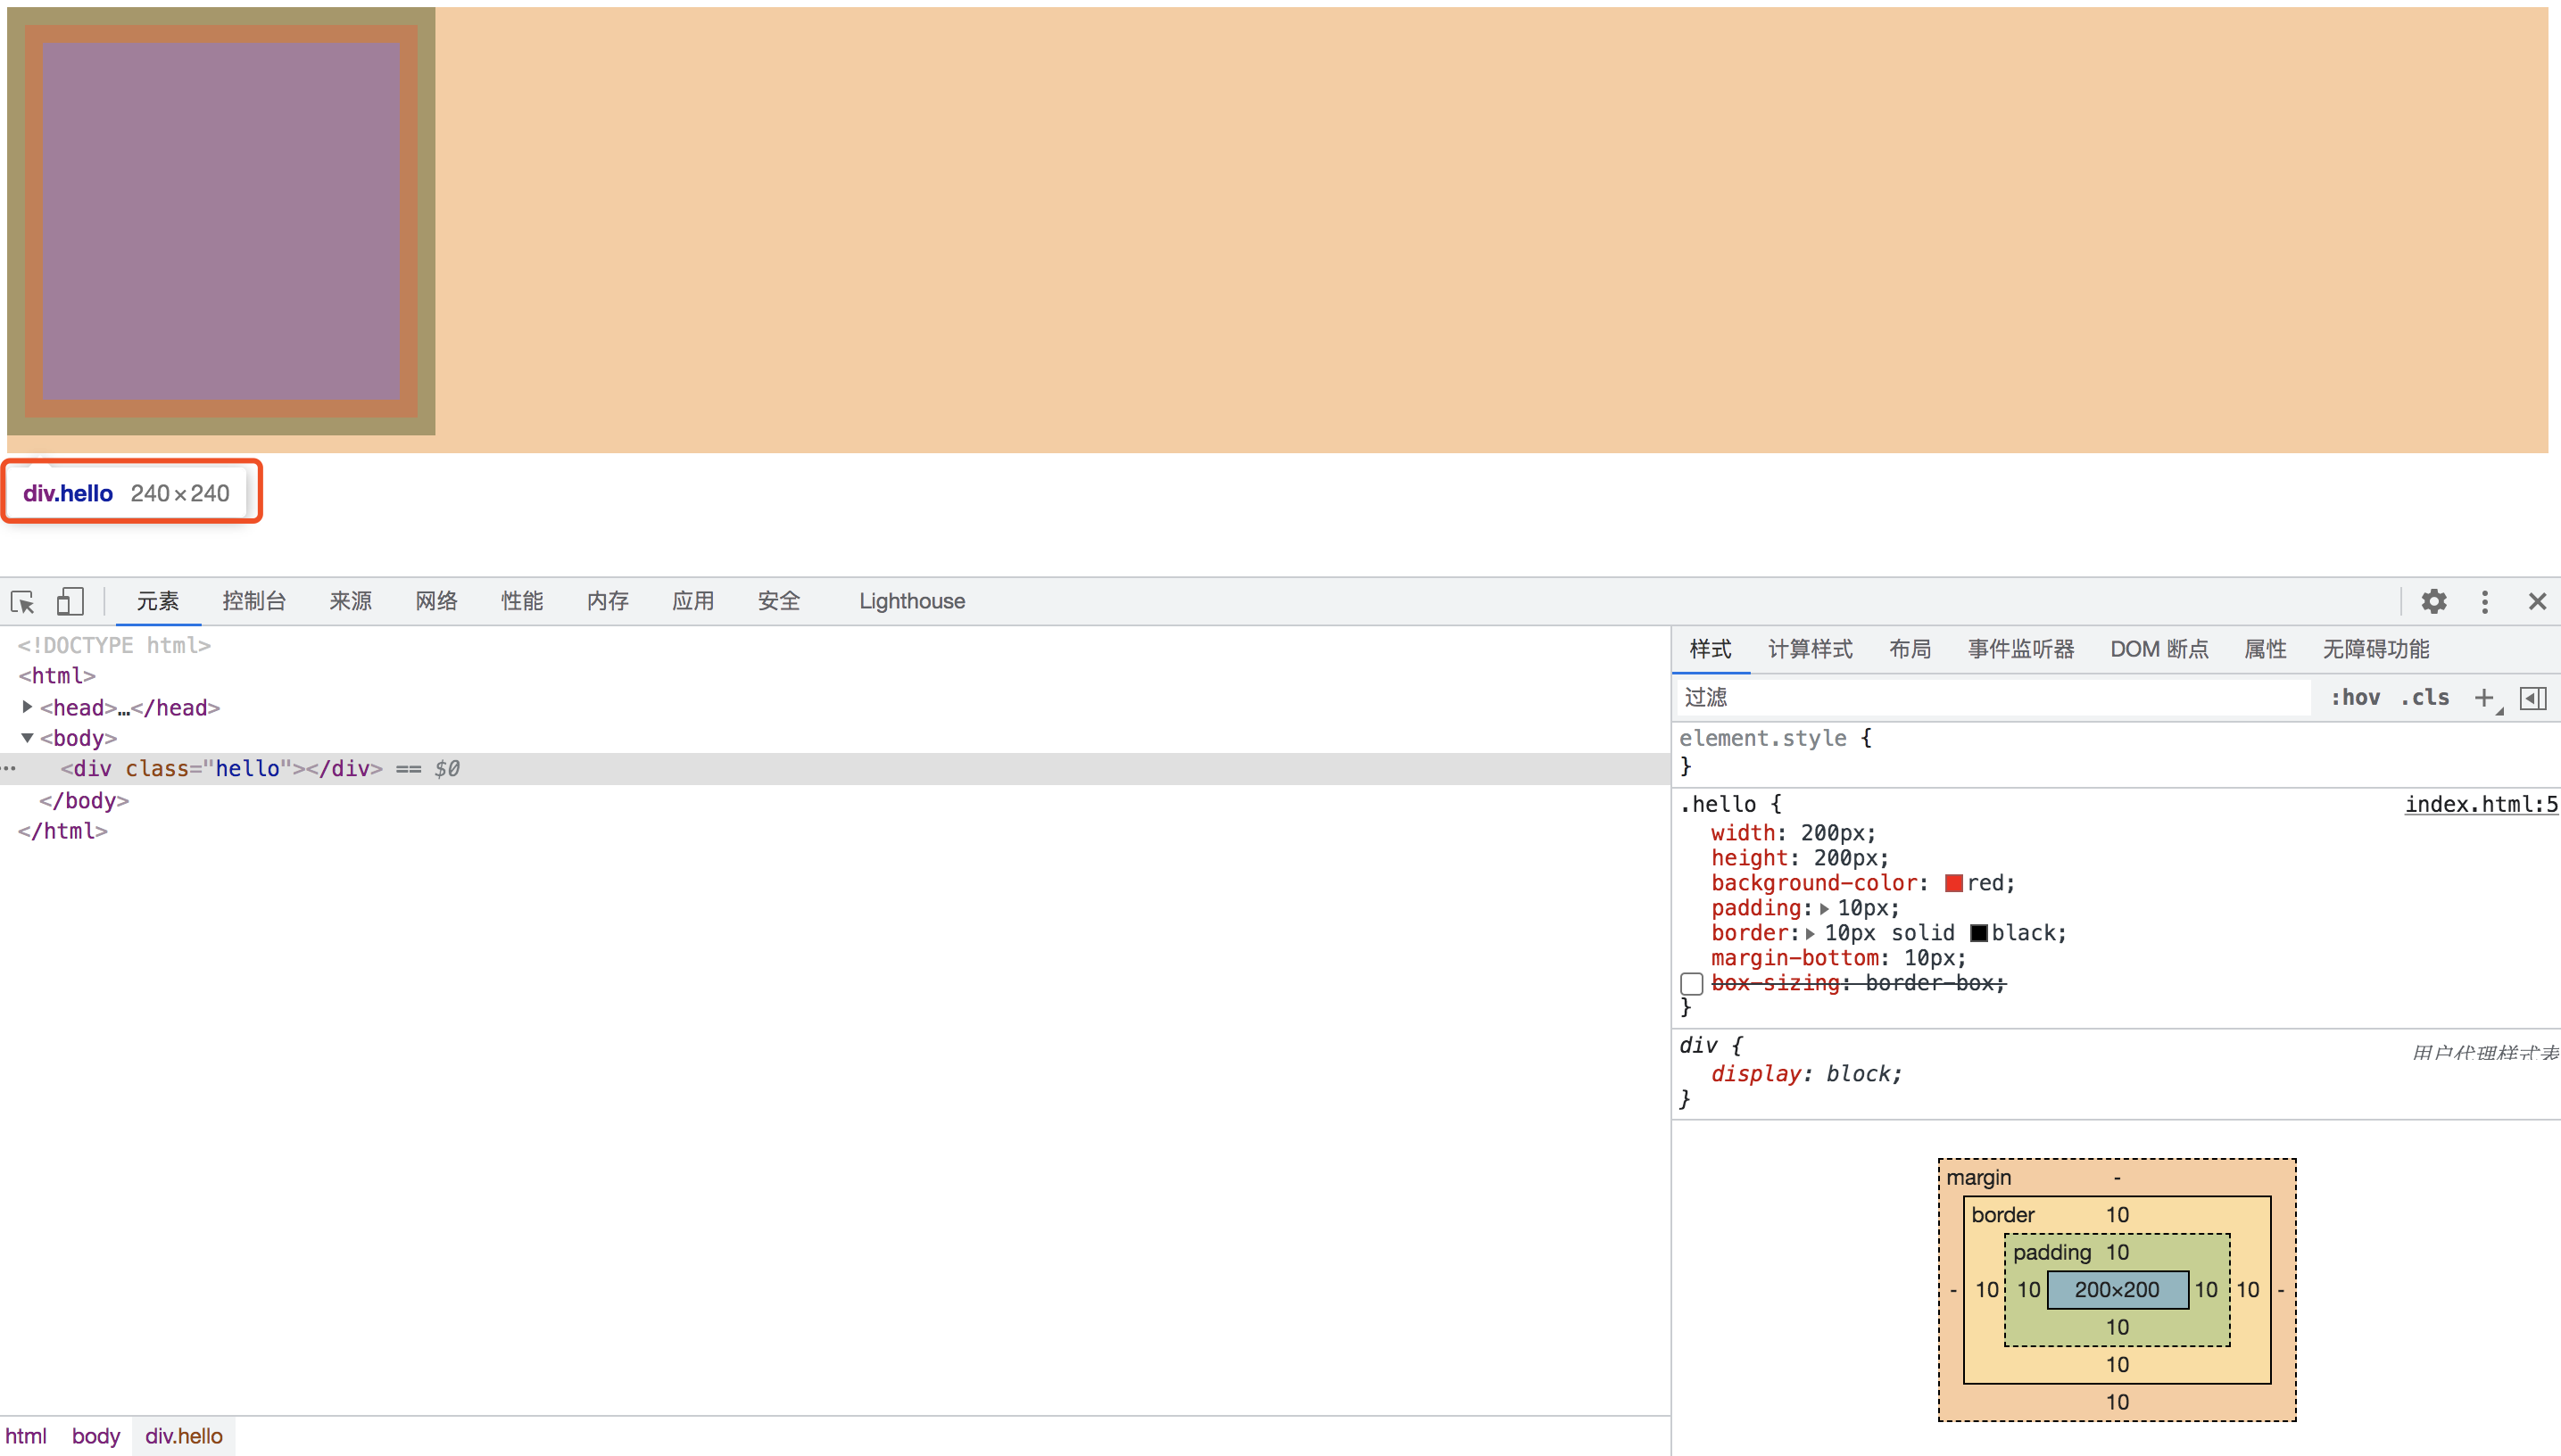 div.hello 240×240
元素 控制台 来源 网络 性能 内存 应用 安全 Lighthouse
<!DOCTYPE html>
<html>
<head>…</head>
<body>
<div class="hello"></div> == $0
</body>
</html>
html body div.hello
样式 计算样式 布局 事件监听器 DOM 断点 属性 无障碍功能
过滤 :hov .cls
element.style {
}
.hello { index.html:5
width: 200px;
height: 200px;
background-color: red;
padding: 10px;
border: 10px solid black;
margin-bottom: 10px;
box-sizing: border-box;
}
div { 用户代理样式表
display: block;
}
margin -
border 10
padding 10
- 10 10 200×200 10 10 -
10
10
10